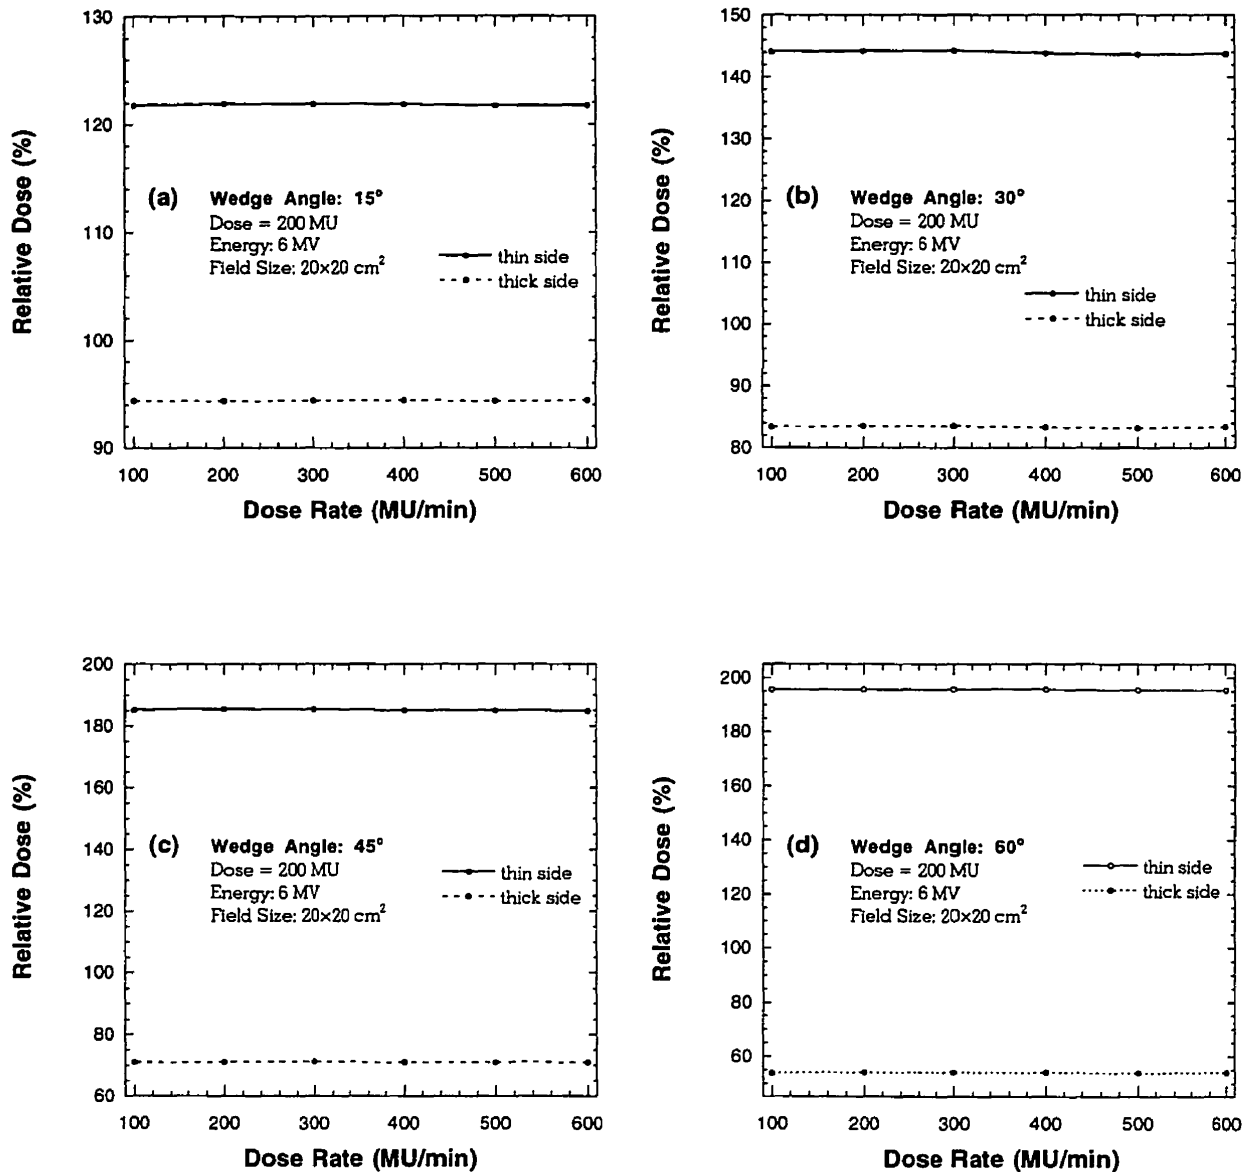 130
120
110
100
90
Relative Dose (%)
(a) Wedge Angle: 15°
Dose = 200 MU
Energy: 6 MV
Field Size: 20×20 cm²
thin side
thick side
100 200 300 400 500 600
Dose Rate (MU/min)
150
140
130
120
110
100
90
80
Relative Dose (%)
(b) Wedge Angle: 30°
Dose = 200 MU
Energy: 6 MV
Field Size: 20×20 cm²
thin side
thick side
100 200 300 400 500 600
Dose Rate (MU/min)
200
180
160
140
120
100
80
60
Relative Dose (%)
(c) Wedge Angle: 45°
Dose = 200 MU
Energy: 6 MV
Field Size: 20×20 cm²
thin side
thick side
100 200 300 400 500 600
Dose Rate (MU/min)
200
180
160
140
120
100
80
60
Relative Dose (%)
(d) Wedge Angle: 60°
Dose = 200 MU
Energy: 6 MV
Field Size: 20×20 cm²
thin side
thick side
100 200 300 400 500 600
Dose Rate (MU/min)